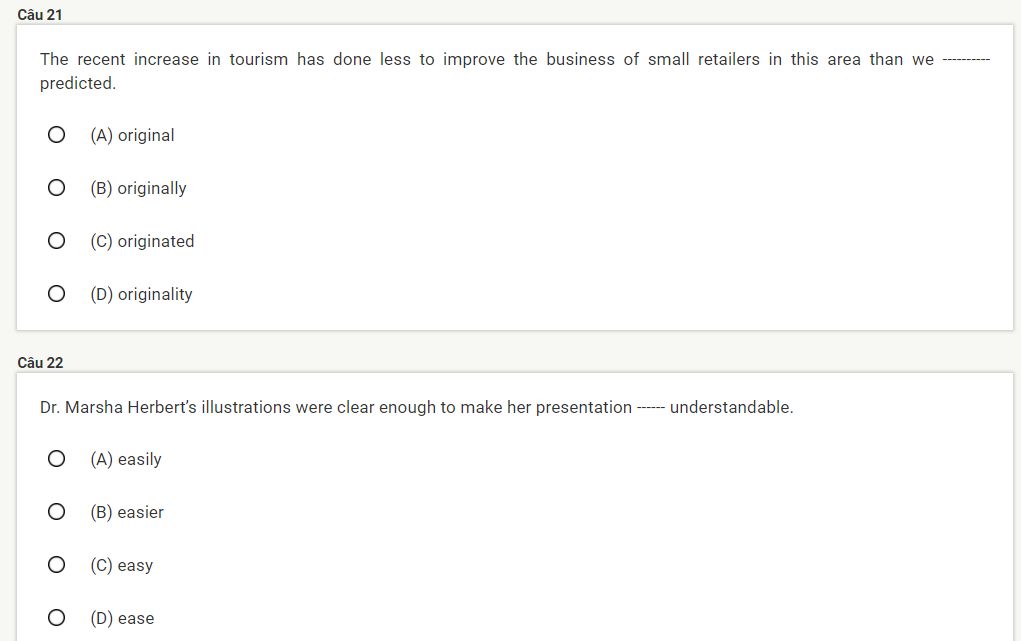 Câu 21
The recent increase in tourism has done less to improve the business of small retailers in this area than we ----------
predicted.
(A) original
(B) originally
(C) originated
(D) originality
Câu 22
Dr. Marsha Herbert’s illustrations were clear enough to make her presentation ------ understandable.
(A) easily
(B) easier
(C) easy
(D) ease